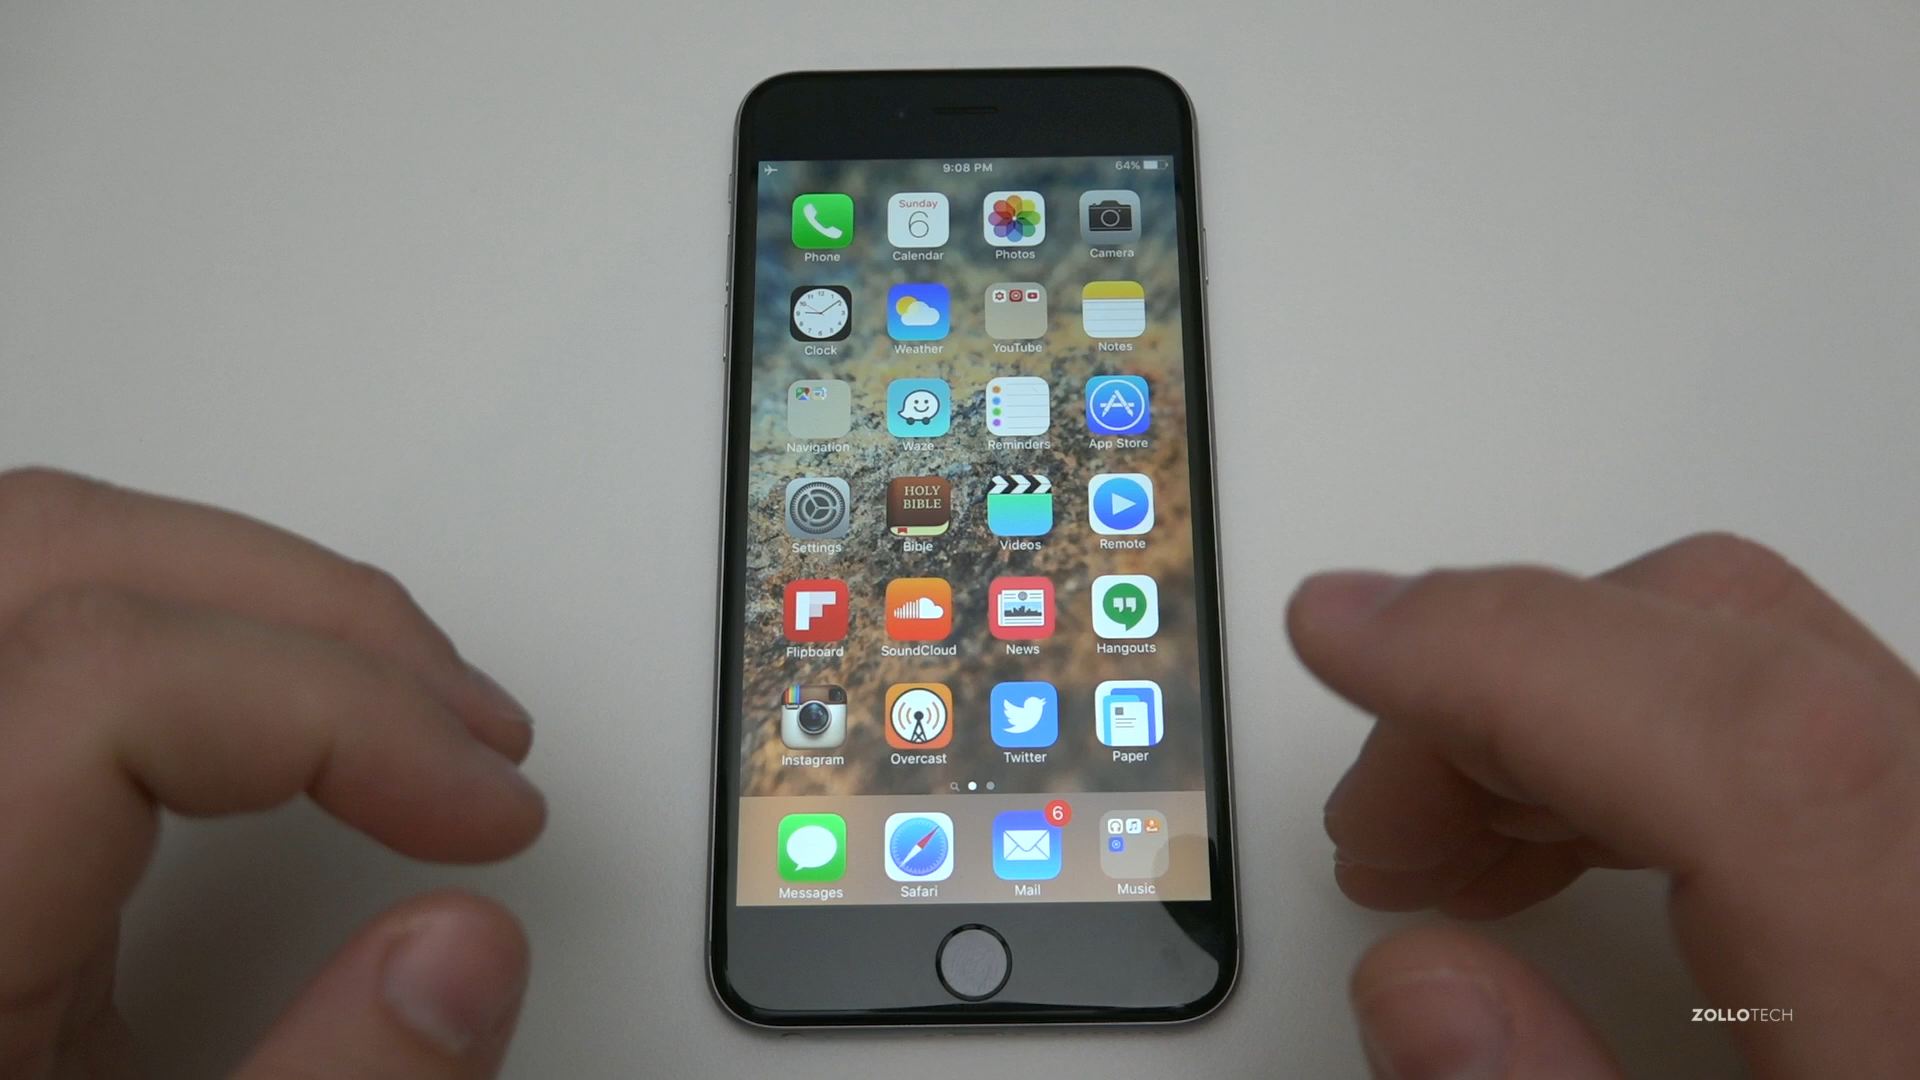 9:08 PM
64%
Sunday
6
Phone
Calendar
Photos
Camera
Clock
Weather
YouTube
Notes
Navigation
Waze
Reminders
App Store
HOLY
BIBLE
Settings
Bible
Videos
Remote
Flipboard
SoundCloud
News
Hangouts
Instagram
Overcast
Twitter
Paper
6
Messages
Safari
Mail
Music
ZOLLOTECH